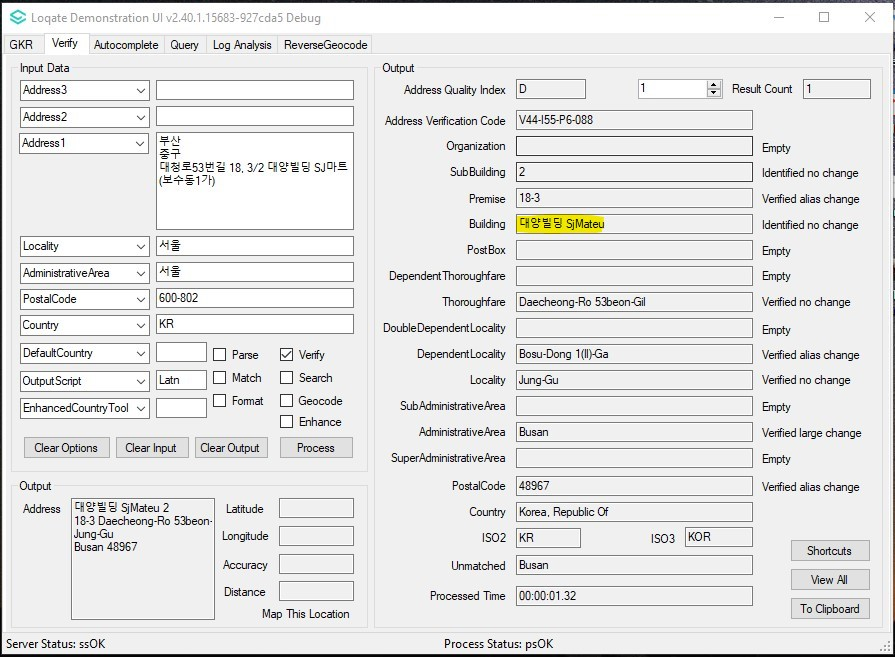 Loqate Demonstration UI v2.40.1.15683-927cda5 Debug
GKR Verify Autocomplete Query Log Analysis ReverseGeocode
Input Data
Address3
Address2
Address1
부산
중구
대청로53번길 18, 3/2 대양빌딩 SJ마트
(보수동1가)
Locality 서울
AdministrativeArea 서울
PostalCode 600-802
Country KR
DefaultCountry Parse Verify
OutputScript Latn Match Search
EnhancedCountryTool Format Geocode
Enhance
Clear Options Clear Input Clear Output Process
Output
Address
대양빌딩 SjMateu 2
18-3 Daecheong-Ro 53beon-
Jung-Gu
Busan 48967
Latitude
Longitude
Accuracy
Distance
Map This Location
Output
Address Quality Index D 1 Result Count 1
Address Verification Code V44-I55-P6-088
Organization Empty
SubBuilding 2 Identified no change
Premise 18-3 Verified alias change
Building 대양빌딩 SjMateu Identified no change
PostBox Empty
DependentThoroughfare Empty
Thoroughfare Daecheong-Ro 53beon-Gil Verified no change
DoubleDependentLocality Empty
DependentLocality Bosu-Dong 1(Il)-Ga Verified alias change
Locality Jung-Gu Verified no change
SubAdministrativeArea Empty
AdministrativeArea Busan Verified large change
SuperAdministrativeArea Empty
PostalCode 48967 Verified alias change
Country Korea, Republic Of
ISO2 KR ISO3 KOR
Unmatched Busan
Processed Time 00:00:01.32
Shortcuts
View All
To Clipboard
Server Status: ssOK Process Status: psOK